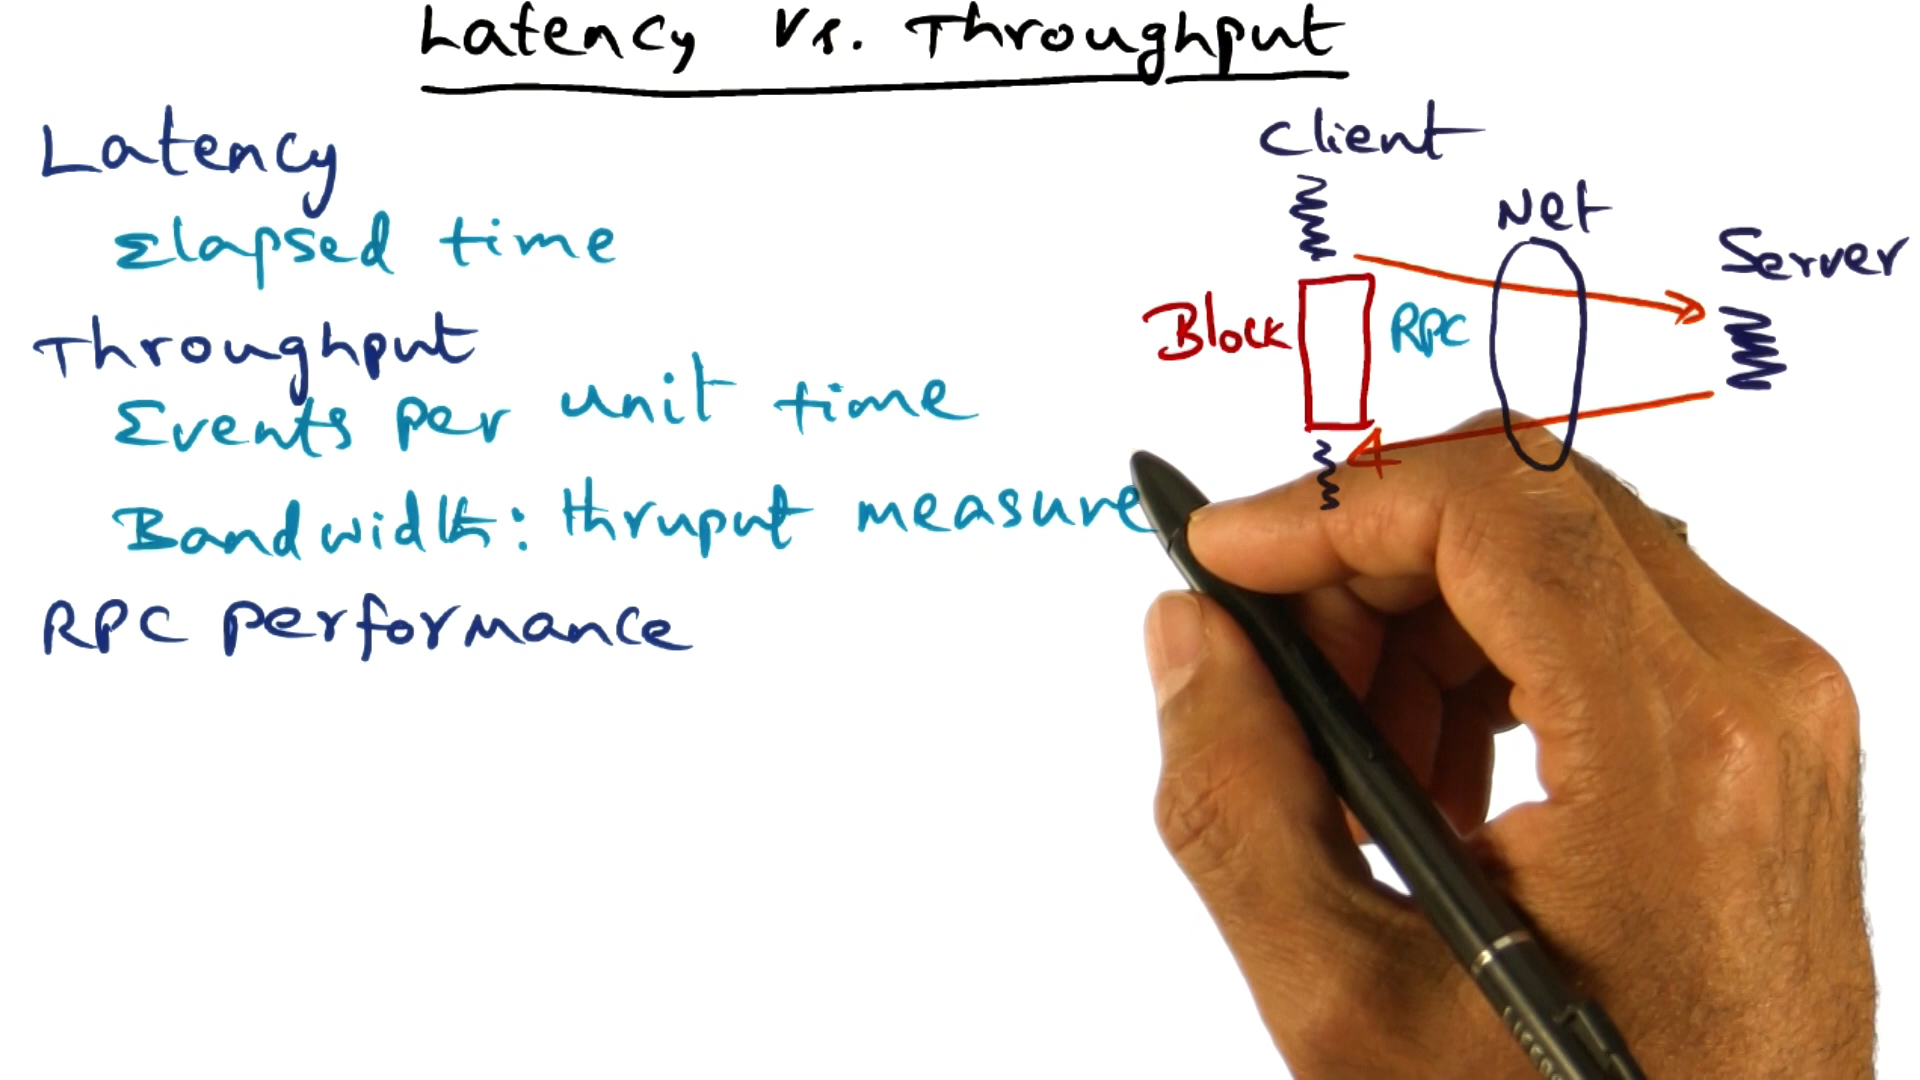 Latency Vs. Throughput
Latency
Elapsed time
Throughput
Events per unit time
Bandwidth: thruput measure
RPC performance
Client
Net
Server
Block
RPC